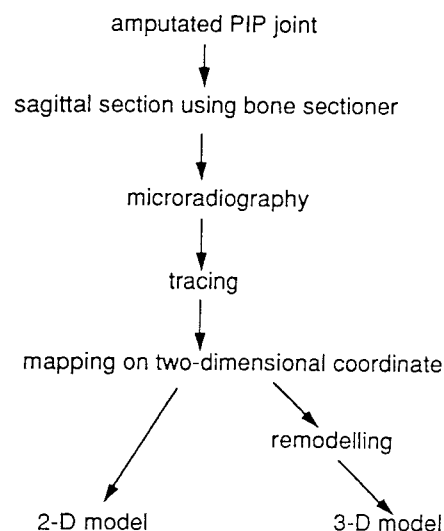 amputated PIP joint
sagittal section using bone sectioner
microradiography
tracing
mapping on two-dimensional coordinate
remodelling
2-D model
3-D model